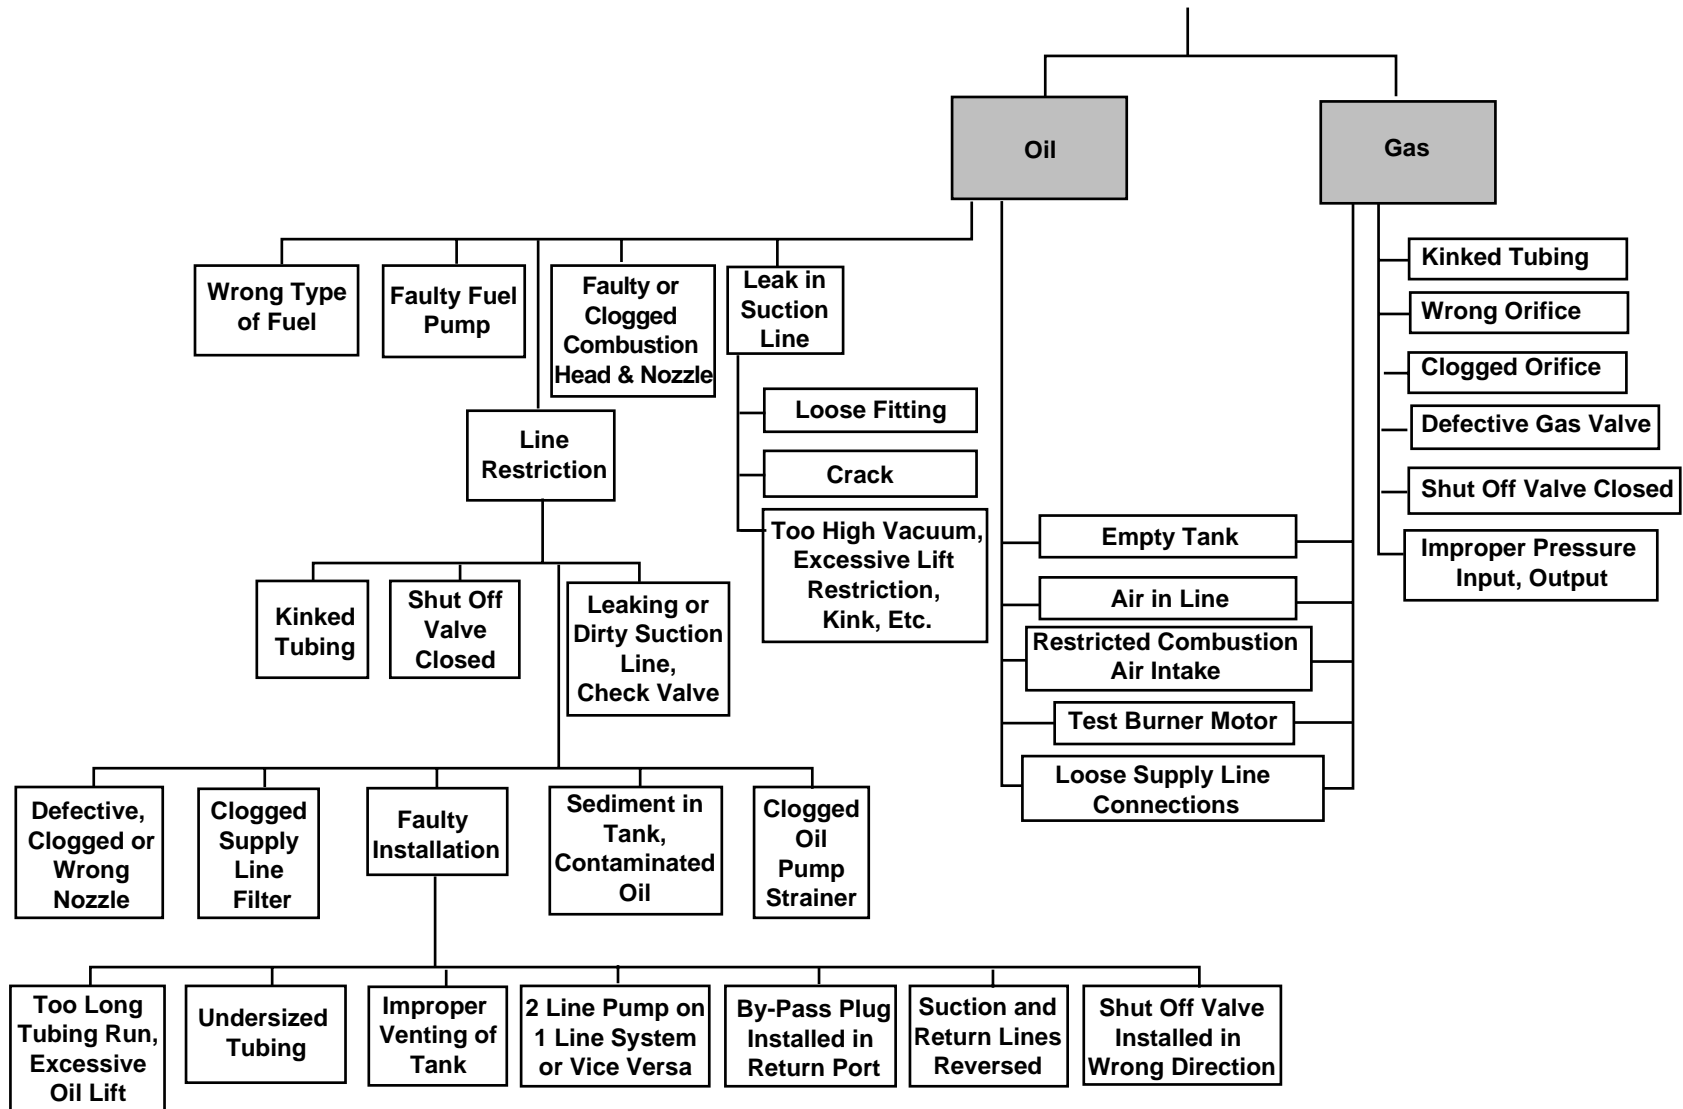 Oil
Gas
Wrong Type
of Fuel
Faulty Fuel
Pump
Faulty or
Clogged
Combustion
Head & Nozzle
Leak in
Suction
Line
Kinked Tubing
Wrong Orifice
Clogged Orifice
Defective Gas Valve
Shut Off Valve Closed
Improper Pressure
Input, Output
Loose Fitting
Crack
Too High Vacuum,
Excessive Lift
Restriction,
Kink, Etc.
Line
Restriction
Empty Tank
Air in Line
Restricted Combustion
Air Intake
Test Burner Motor
Loose Supply Line
Connections
Kinked
Tubing
Shut Off
Valve
Closed
Leaking or
Dirty Suction
Line,
Check Valve
Defective,
Clogged or
Wrong
Nozzle
Clogged
Supply
Line
Filter
Faulty
Installation
Sediment in
Tank,
Contaminated
Oil
Clogged
Oil
Pump
Strainer
Too Long
Tubing Run,
Excessive
Oil Lift
Undersized
Tubing
Improper
Venting of
Tank
2 Line Pump on
1 Line System
or Vice Versa
By-Pass Plug
Installed in
Return Port
Suction and
Return Lines
Reversed
Shut Off Valve
Installed in
Wrong Direction